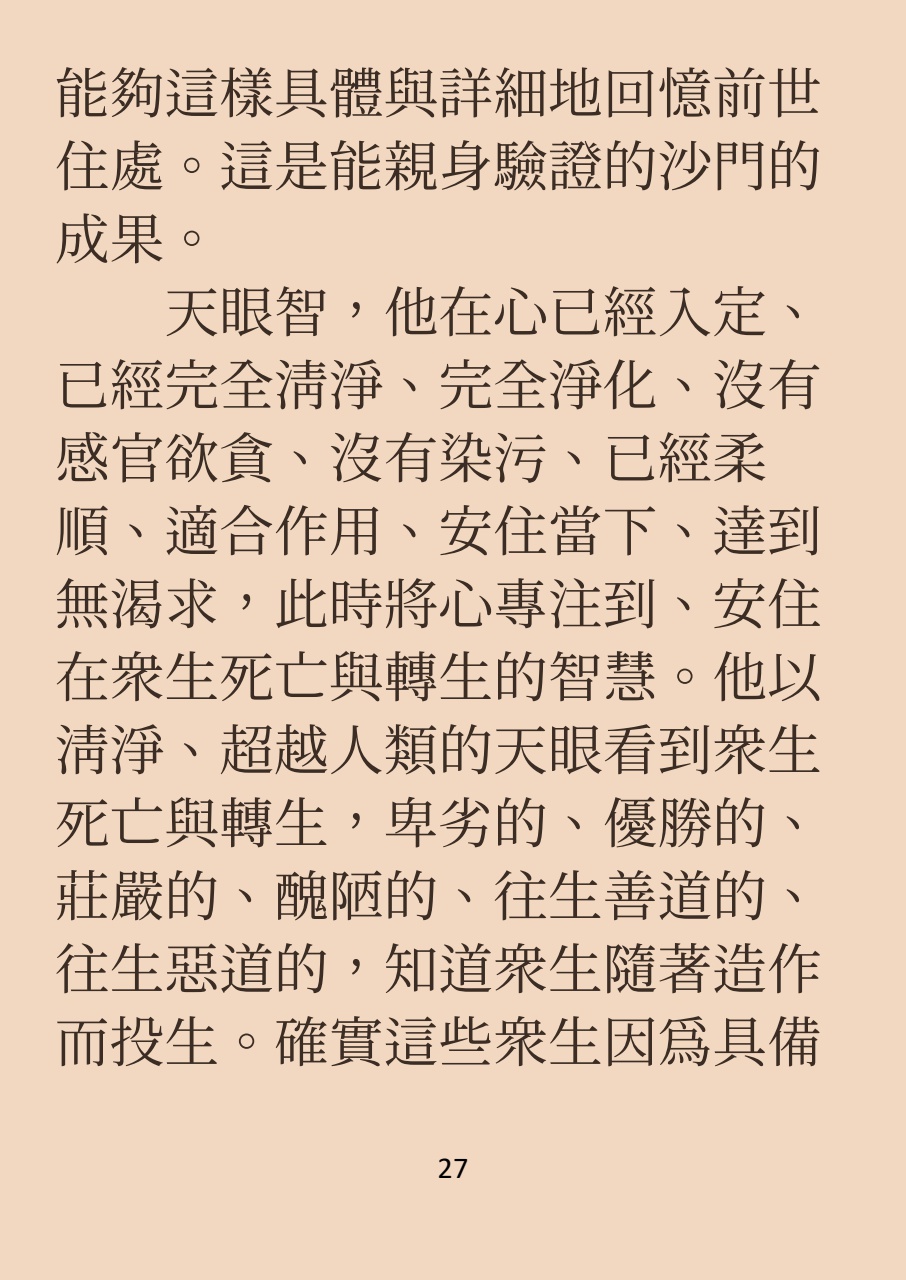 能夠這樣具體與詳細地回憶前世
住處。這是能親身驗證的沙門的
成果。
　　天眼智，他在心已經入定、
已經完全淸淨、完全淨化、沒有
感官欲貪、沒有染污、已經柔
順、適合作用、安住當下、達到
無渴求，此時將心專注到、安住
在衆生死亡與轉生的智慧。他以
淸淨、超越人類的天眼看到衆生
死亡與轉生，卑劣的、優勝的、
莊嚴的、醜陋的、往生善道的、
往生惡道的，知道衆生隨著造作
而投生。確實這些衆生因爲具備
27